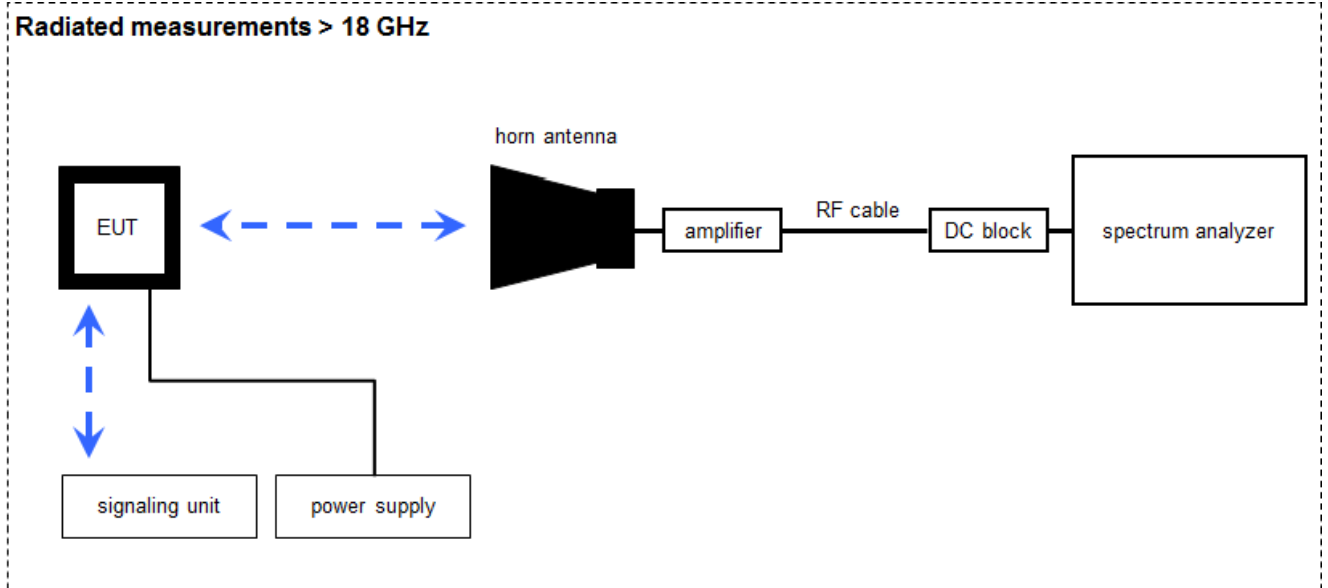 Radiated measurements > 18 GHz
horn antenna
EUT
amplifier
RF cable
DC block
spectrum analyzer
signaling unit
power supply